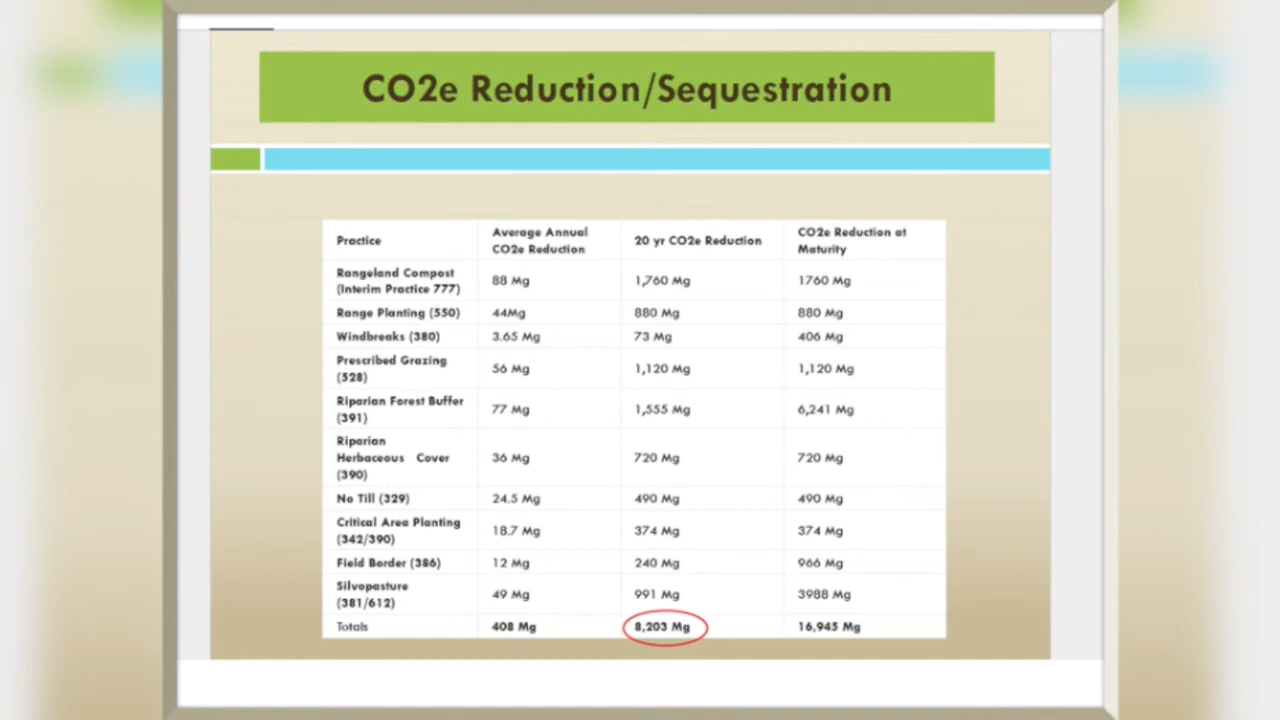 CO2e Reduction/Sequestration
Practice
Average Annual
CO2e Reduction
20 yr CO2e Reduction
CO2e Reduction at
Maturity
Rangeland Compost
(Interim Practice 777)
88 Mg
1,760 Mg
1760 Mg
Range Planting (550)
44Mg
880 Mg
880 Mg
Windbreaks (380)
3.65 Mg
73 Mg
406 Mg
Prescribed Grazing
(528)
56 Mg
1,120 Mg
1,120 Mg
Riparian Forest Buffer
(391)
77 Mg
1,555 Mg
6,241 Mg
Riparian
Herbaceous Cover
(390)
36 Mg
720 Mg
720 Mg
No Till (329)
24.5 Mg
490 Mg
490 Mg
Critical Area Planting
(342/390)
18.7 Mg
374 Mg
374 Mg
Field Border (386)
12 Mg
240 Mg
966 Mg
Silvopasture
(381/612)
49 Mg
991 Mg
3988 Mg
Totals
408 Mg
8,203 Mg
16,945 Mg